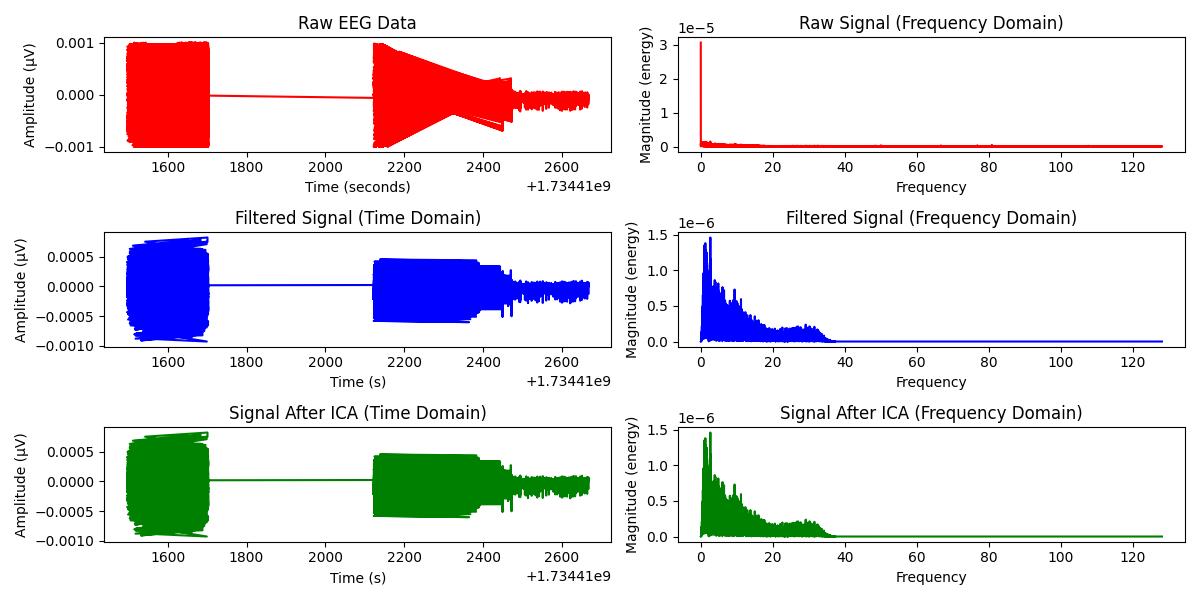 Raw EEG Data
Amplitude (µV)
0.001
0.000
−0.001
1600 1800 2000 2200 2400 2600
Time (seconds)
+1.73441e9
Raw Signal (Frequency Domain)
1e−5
Magnitude (energy)
3
2
1
0
0 20 40 60 80 100 120
Frequency
Filtered Signal (Time Domain)
Amplitude (µV)
0.0005
0.0000
−0.0005
−0.0010
1600 1800 2000 2200 2400 2600
Time (s)
+1.73441e9
Filtered Signal (Frequency Domain)
1e−6
Magnitude (energy)
1.5
1.0
0.5
0.0
0 20 40 60 80 100 120
Frequency
Signal After ICA (Time Domain)
Amplitude (µV)
0.0005
0.0000
−0.0005
−0.0010
1600 1800 2000 2200 2400 2600
Time (s)
+1.73441e9
Signal After ICA (Frequency Domain)
1e−6
Magnitude (energy)
1.5
1.0
0.5
0.0
0 20 40 60 80 100 120
Frequency